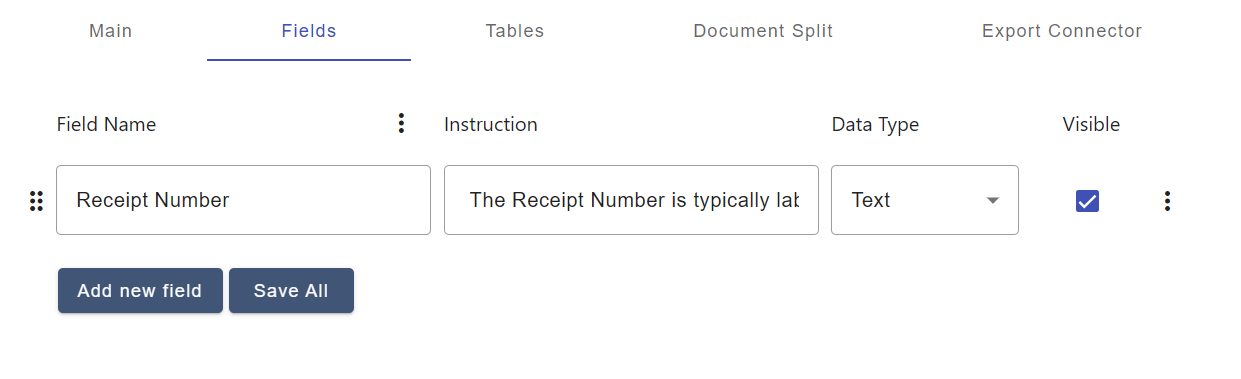 Main Fields Tables Document Split Export Connector
Field Name Instruction Data Type Visible
Receipt Number The Receipt Number is typically Text
Add new field Save All